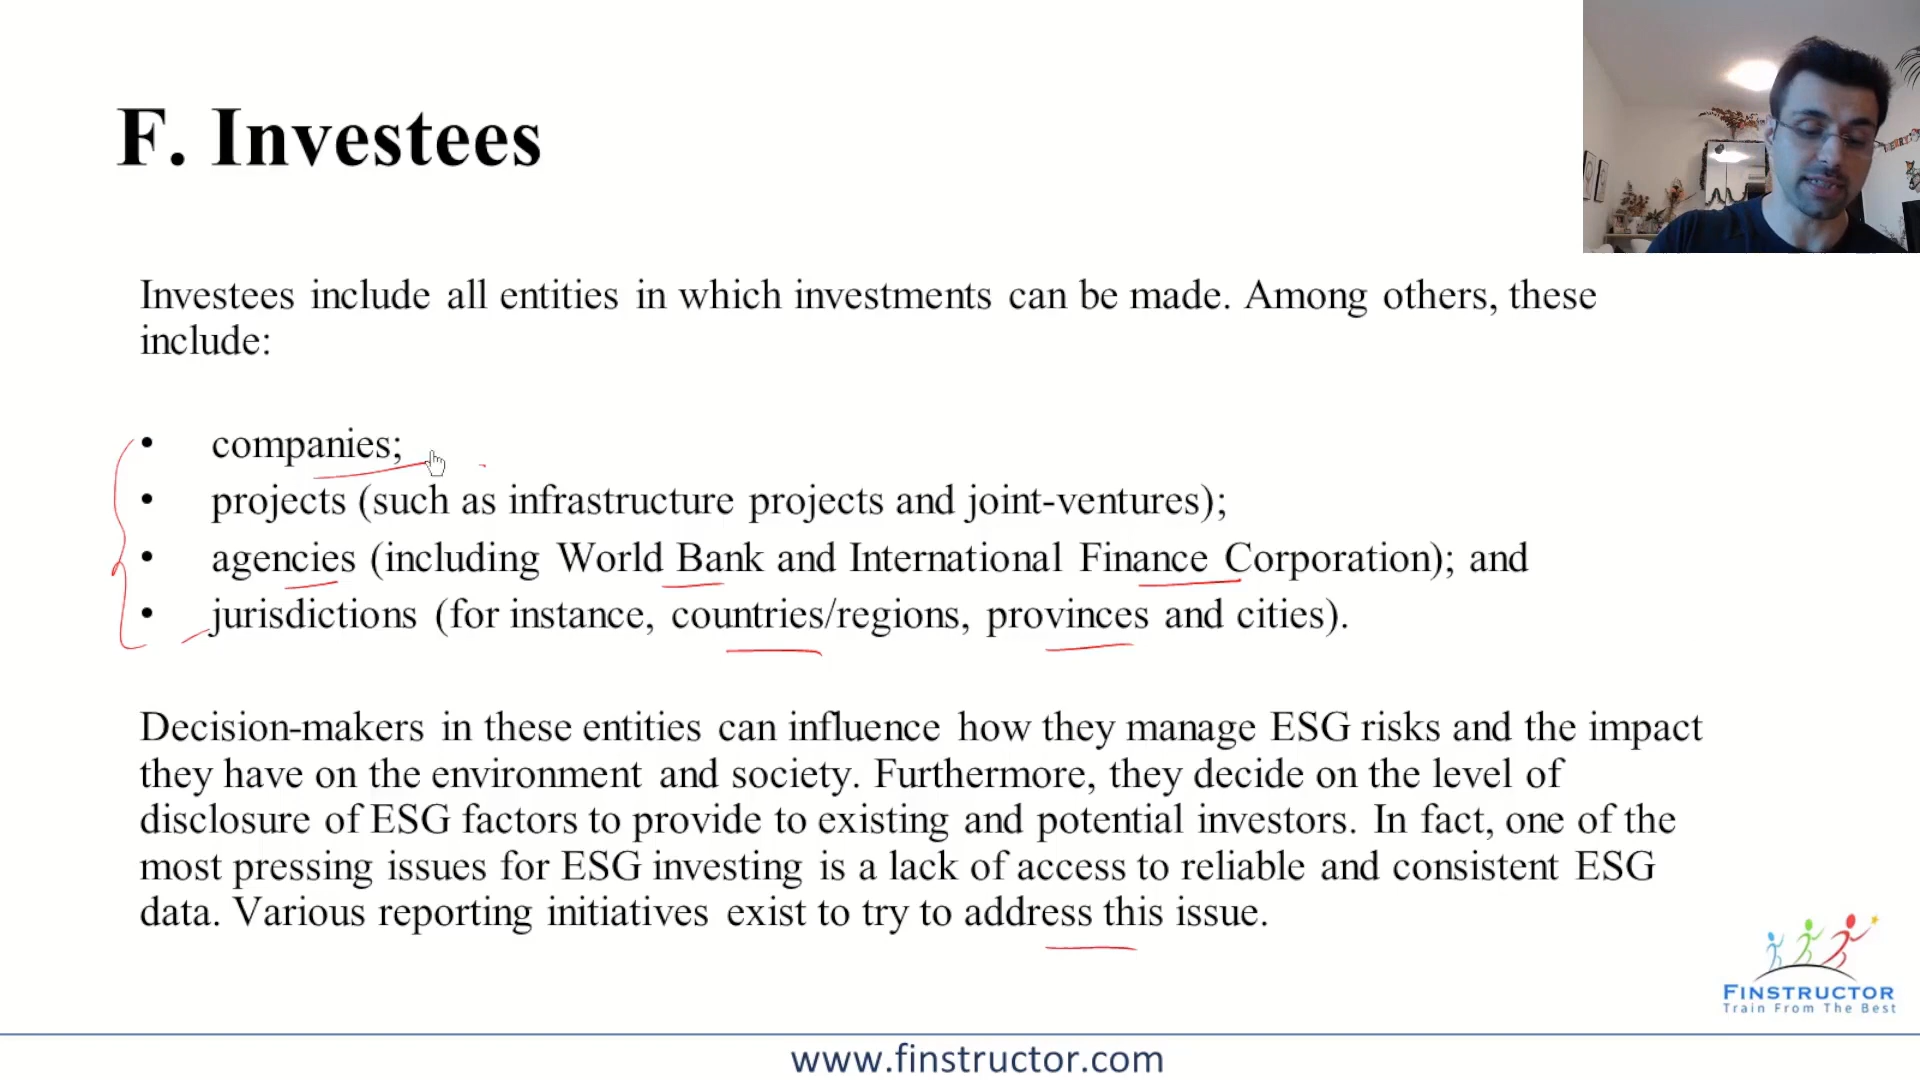 F. Investees
Investees include all entities in which investments can be made. Among others, these
include:
• companies;
• projects (such as infrastructure projects and joint-ventures);
• agencies (including World Bank and International Finance Corporation); and
• jurisdictions (for instance, countries/regions, provinces and cities).
Decision-makers in these entities can influence how they manage ESG risks and the impact
they have on the environment and society. Furthermore, they decide on the level of
disclosure of ESG factors to provide to existing and potential investors. In fact, one of the
most pressing issues for ESG investing is a lack of access to reliable and consistent ESG
data. Various reporting initiatives exist to try to address this issue.
FINSTRUCTOR
Train From The Best
www.finstructor.com